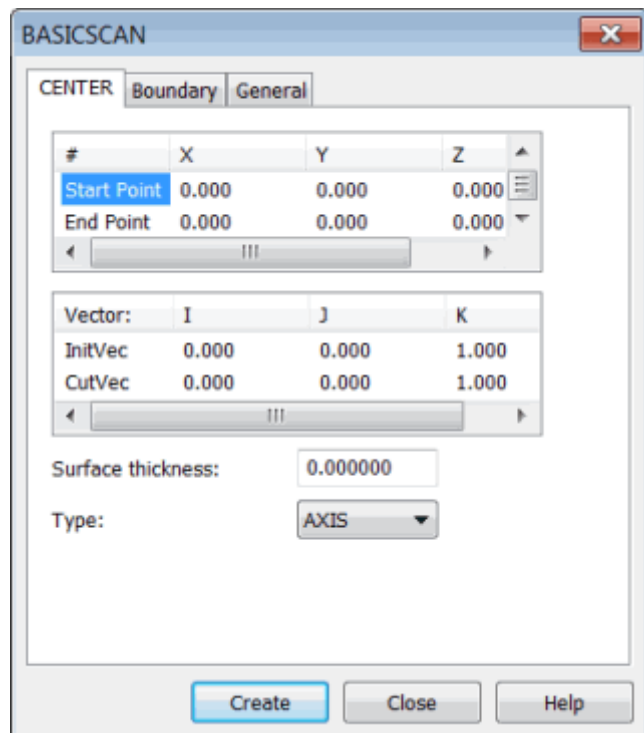 BASICSCAN
CENTER Boundary General
# X Y Z
Start Point 0.000 0.000 0.000
End Point 0.000 0.000 0.000
Vector: I J K
InitVec 0.000 0.000 1.000
CutVec 0.000 0.000 1.000
Surface thickness: 0.000000
Type: AXIS
Create Close Help